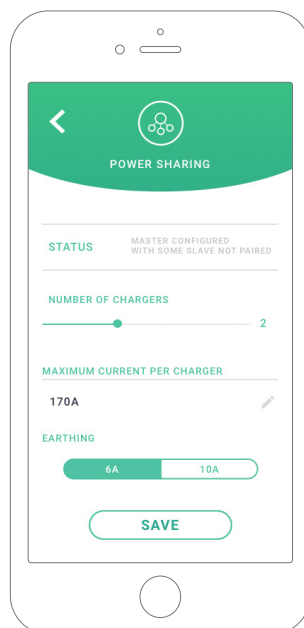 POWER SHARING
STATUS
MASTER CONFIGURED
WITH SOME SLAVE NOT PAIRED
NUMBER OF CHARGERS
2
MAXIMUM CURRENT PER CHARGER
170A
EARTHING
6A
10A
SAVE